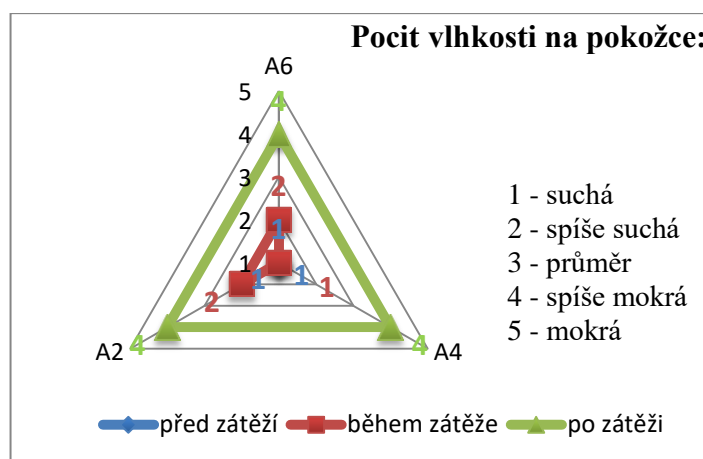 Pocit vlhkosti na pokožce:
A6
5
4
4
3
2
2
1
1
1
1
1
2
A2
4
4
A4
1 - suchá
2 - spíše suchá
3 - průměr
4 - spíše mokrá
5 - mokrá
před zátěží
během zátěže
po zátěži